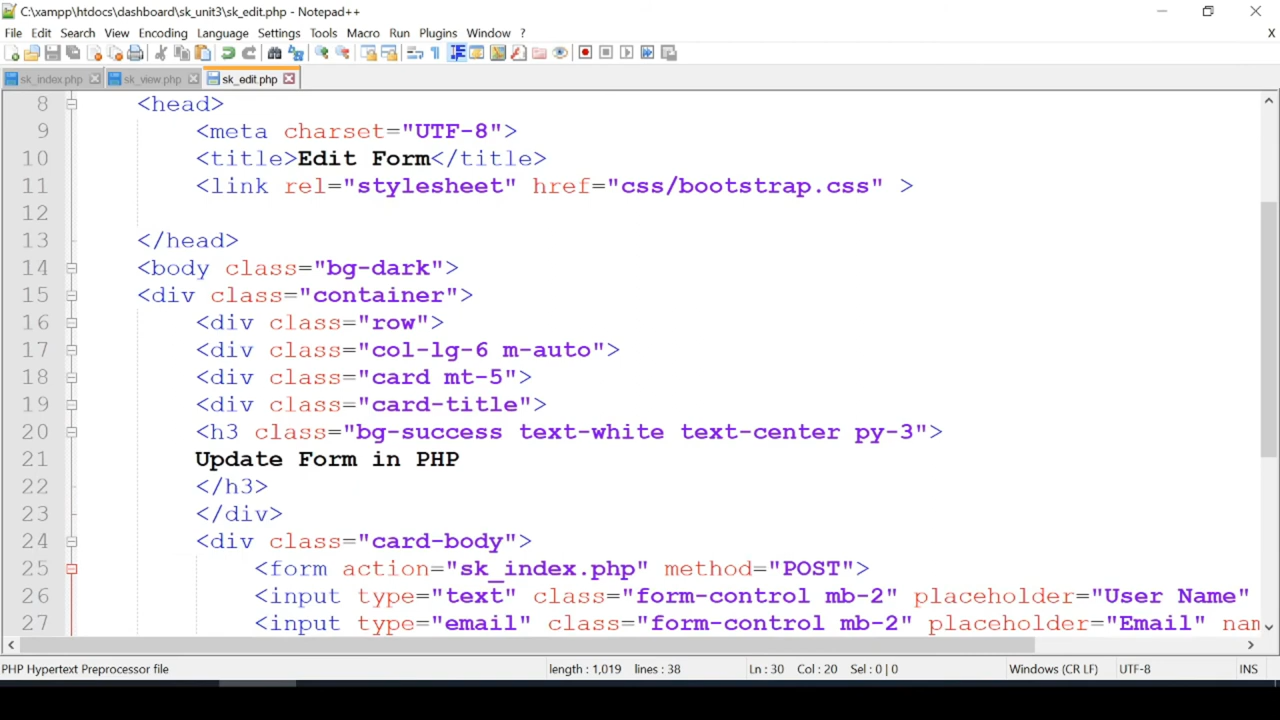 C:\xampp\htdocs\dashboard\sk_unit3\sk_edit.php - Notepad++
File Edit Search View Encoding Language Settings Tools Macro Run Plugins Window ? X
sk_index.php sk_view.php sk_edit.php
8 <head>
9 <meta charset="UTF-8">
10 <title>Edit Form</title>
11 <link rel="stylesheet" href="css/bootstrap.css" >
12
13 </head>
14 <body class="bg-dark">
15 <div class="container">
16 <div class="row">
17 <div class="col-lg-6 m-auto">
18 <div class="card mt-5">
19 <div class="card-title">
20 <h3 class="bg-success text-white text-center py-3">
21 Update Form in PHP
22 </h3>
23 </div>
24 <div class="card-body">
25 <form action="sk_index.php" method="POST">
26 <input type="text" class="form-control mb-2" placeholder="User Name"
27 <input type="email" class="form-control mb-2" placeholder="Email" nam
PHP Hypertext Preprocessor file length : 1,019 lines : 38 Ln : 30 Col : 20 Sel : 0 | 0 Windows (CR LF) UTF-8 INS